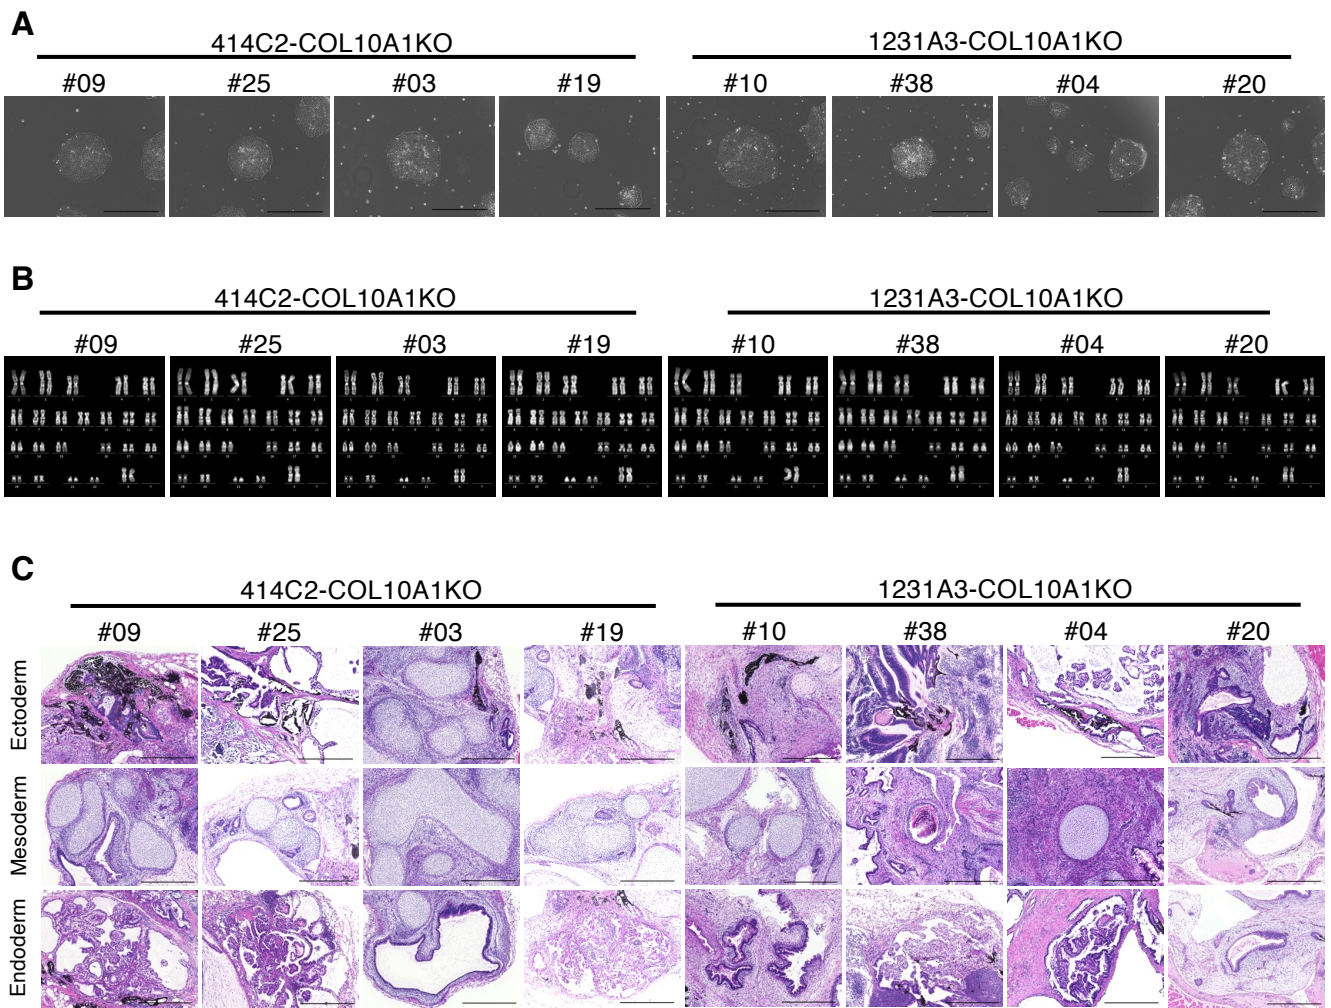 A
414C2-COL10A1KO 1231A3-COL10A1KO
#09 #25 #03 #19 #10 #38 #04 #20
B
414C2-COL10A1KO 1231A3-COL10A1KO
#09 #25 #03 #19 #10 #38 #04 #20
C
414C2-COL10A1KO 1231A3-COL10A1KO
#09 #25 #03 #19 #10 #38 #04 #20
Ectoderm
Mesoderm
Endoderm